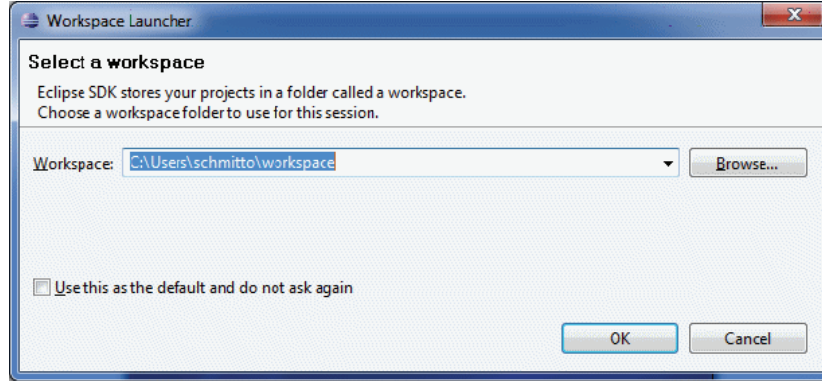 Workspace Launcher
Select a workspace
Eclipse SDK stores your projects in a folder called a workspace.
Choose a workspace folder to use for this session.
Workspace: C:\Users\schmitto\workspace Browse...
Use this as the default and do not ask again
OK Cancel